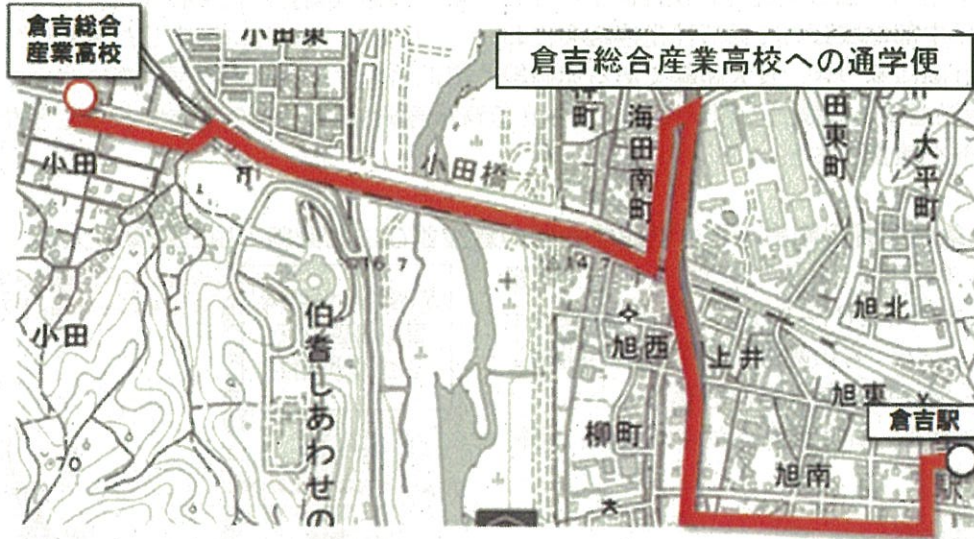 倉吉総合
産業高校
小田東
倉吉総合産業高校への通学便
海田南町
田東町
大平町
小田
小田橋
小田
伯耆しあわせの
旭西
上井
旭北
旭東
倉吉駅
柳町
旭南
70